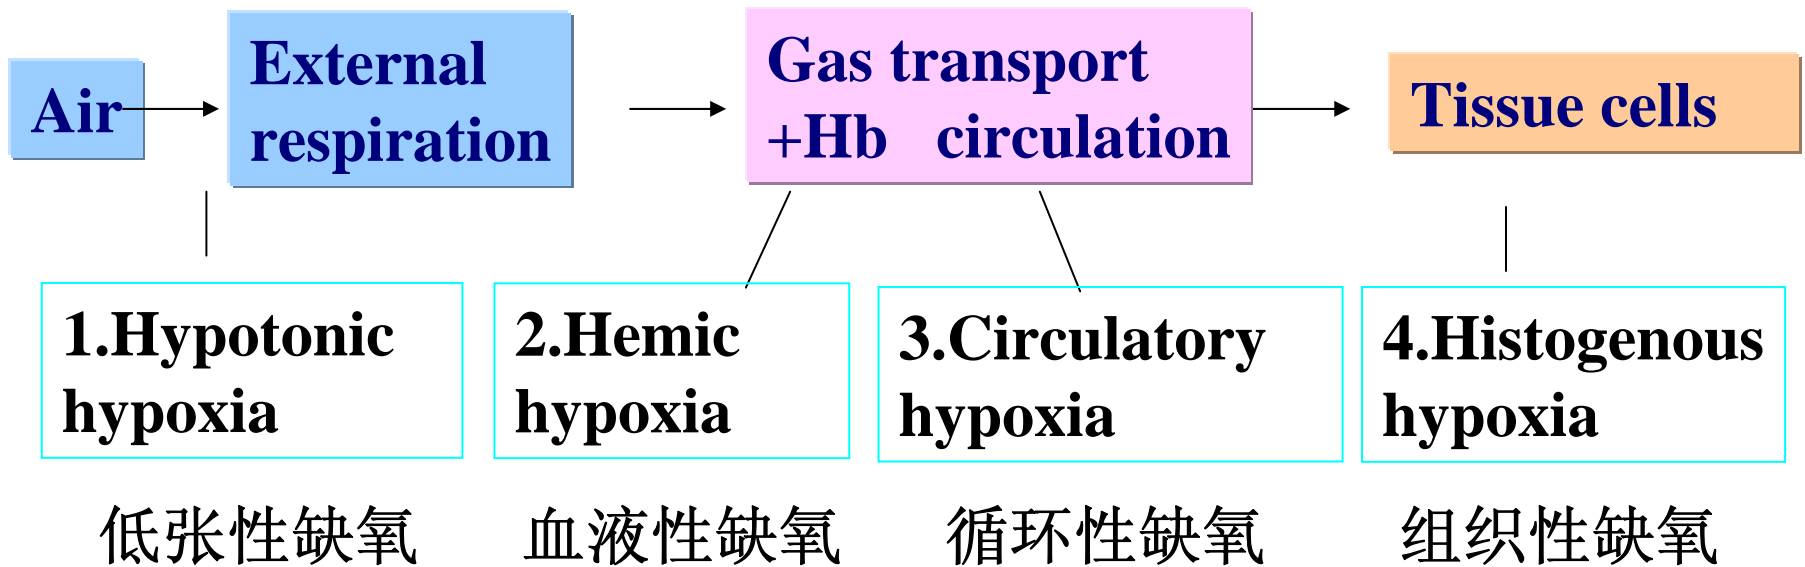 Air
External
respiration
Gas transport
+Hb circulation
Tissue cells
1.Hypotonic
hypoxia
2.Hemic
hypoxia
3.Circulatory
hypoxia
4.Histogenous
hypoxia
低张性缺氧
血液性缺氧
循环性缺氧
组织性缺氧